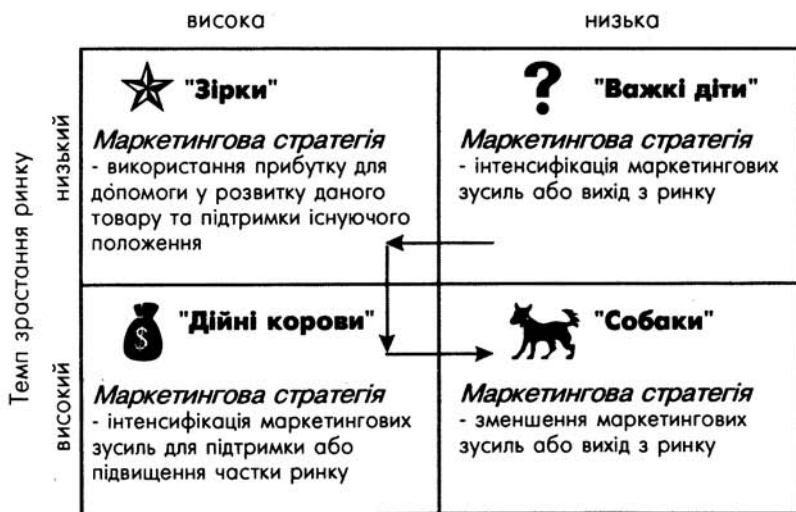 висока
низька
Темп зрастання ринку
низький
"Зірки"
Маркетингова стратегія
- використання прибутку для
допомоги у розвитку даного
товару та підтримки існуючого
положення
"Важкі діти"
Маркетингова стратегія
- інтенсифікація маркетингових
зусиль або вихід з ринку
високий
$
"Дійні корови"
Маркетингова стратегія
- інтенсифікація маркетингових
зусиль для підтримки або
підвищення частки ринку
"Собаки"
Маркетингова стратегія
- зменшення маркетингових
зусиль або вихід з ринку